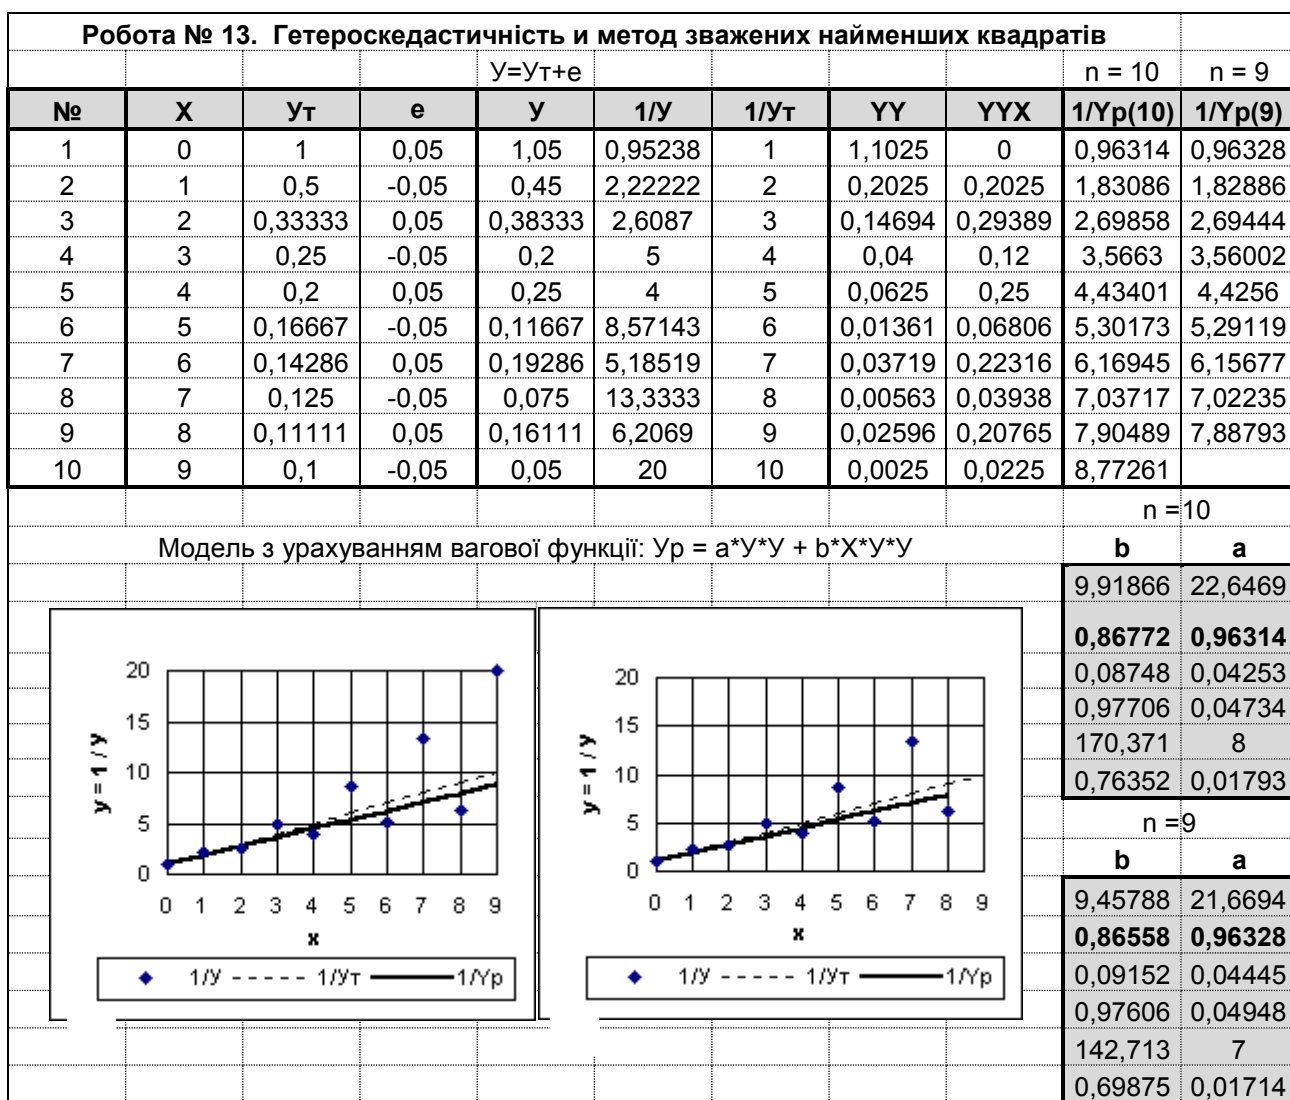 Робота № 13. Гетероскедастичність и метод зважених найменших квадратів
У=Ут+е n = 10 n = 9
№ X Ут е У 1/У 1/Ут YY YYX 1/Yp(10) 1/Yp(9)
1 0 1 0,05 1,05 0,95238 1 1,1025 0 0,96314 0,96328
2 1 0,5 -0,05 0,45 2,22222 2 0,2025 0,2025 1,83086 1,82886
3 2 0,33333 0,05 0,38333 2,6087 3 0,14694 0,29389 2,69858 2,69444
4 3 0,25 -0,05 0,2 5 4 0,04 0,12 3,5663 3,56002
5 4 0,2 0,05 0,25 4 5 0,0625 0,25 4,43401 4,4256
6 5 0,16667 -0,05 0,11667 8,57143 6 0,01361 0,06806 5,30173 5,29119
7 6 0,14286 0,05 0,19286 5,18519 7 0,03719 0,22316 6,16945 6,15677
8 7 0,125 -0,05 0,075 13,3333 8 0,00563 0,03938 7,03717 7,02235
9 8 0,11111 0,05 0,16111 6,2069 9 0,02596 0,20765 7,90489 7,88793
10 9 0,1 -0,05 0,05 20 10 0,0025 0,0225 8,77261
n =10
Модель з урахуванням вагової функції: Ур = a*У*У + b*X*У*У b a
9,91866 22,6469
0,86772 0,96314
0,08748 0,04253
0,97706 0,04734
170,371 8
0,76352 0,01793
n =9
b a
9,45788 21,6694
0,86558 0,96328
0,09152 0,04445
0,97606 0,04948
142,713 7
0,69875 0,01714
y = 1 / У
20
15
10
5
0
0 1 2 3 4 5 6 7 8 9
x
1/У 1/Ут 1/Yp
y = 1 / У
20
15
10
5
0
0 1 2 3 4 5 6 7 8 9
x
1/У 1/Ут 1/Yp